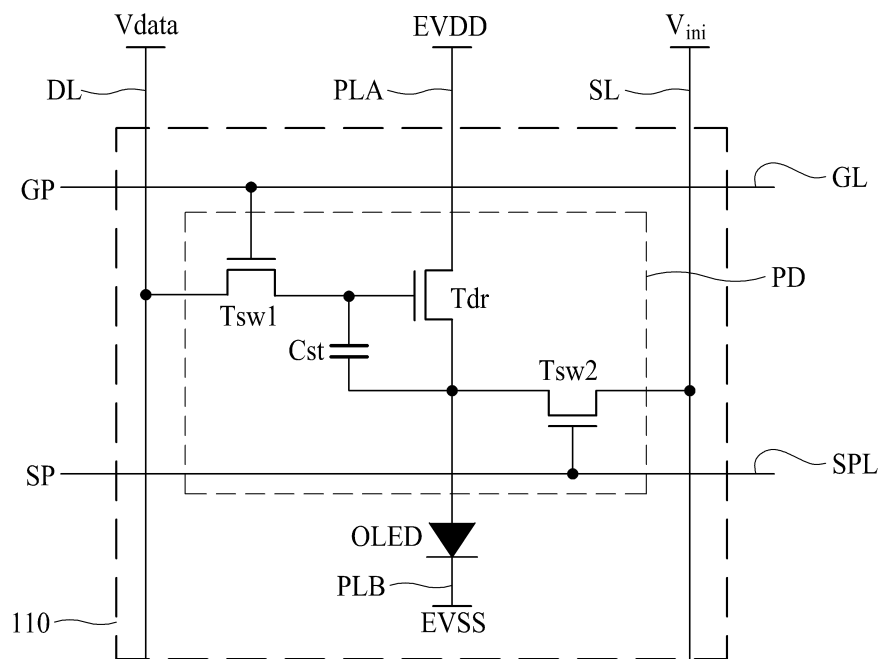 Vdata
EVDD
Vini
DL
PLA
SL
GP
GL
PD
Tsw1
Tdr
Cst
Tsw2
SP
SPL
OLED
PLB
110
EVSS